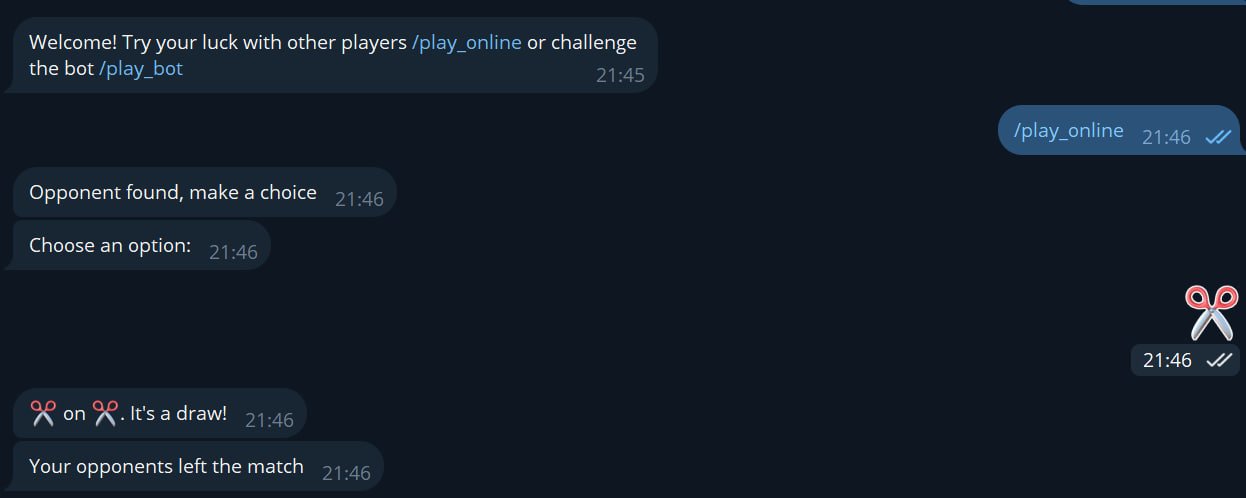 Welcome! Try your luck with other players /play_online or challenge
the bot /play_bot
21:45
/play_online 21:46
Opponent found, make a choice 21:46
Choose an option: 21:46
21:46
✂️ on ✂️. It's a draw! 21:46
Your opponents left the match 21:46